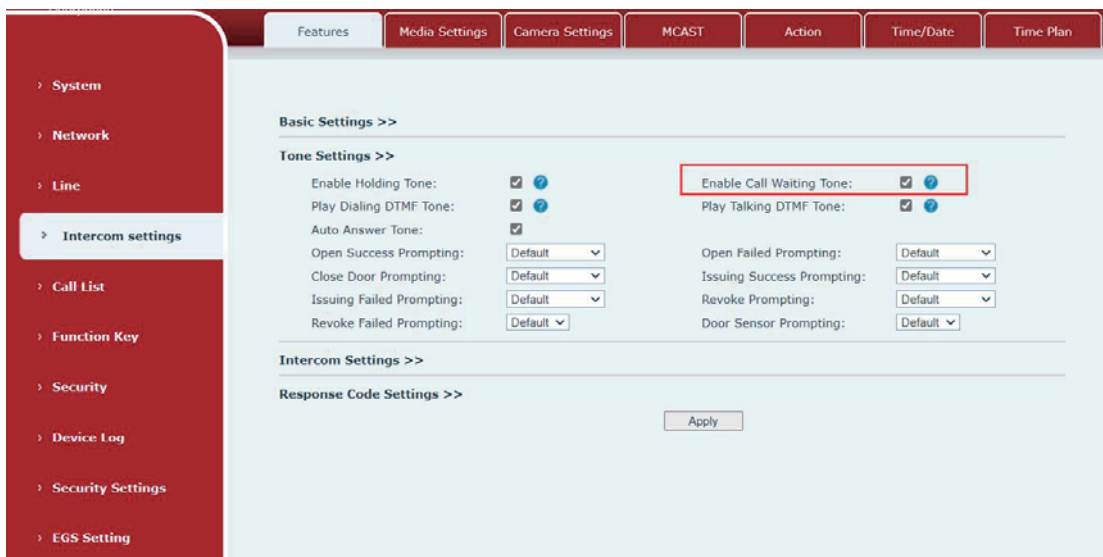 Features Media Settings Camera Settings MCAST Action Time/Date Time Plan
› System
› Network
› Line
› Intercom settings
› Call List
› Function Key
› Security
› Device Log
› Security Settings
› EGS Setting
Basic Settings >>
Tone Settings >>
Enable Holding Tone: ? Enable Call Waiting Tone: ?
Play Dialing DTMF Tone: ? Play Talking DTMF Tone: ?
Auto Answer Tone:
Open Success Prompting: Default Open Failed Prompting: Default
Close Door Prompting: Default Issuing Success Prompting: Default
Issuing Failed Prompting: Default Revoke Prompting: Default
Revoke Failed Prompting: Default Door Sensor Prompting: Default
Intercom Settings >>
Response Code Settings >>
Apply